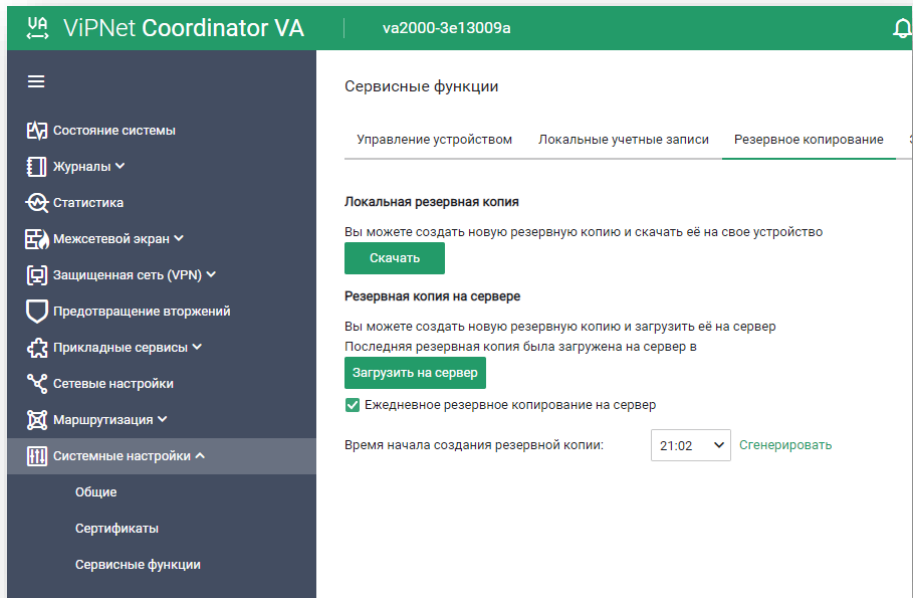 UA ViPNet Coordinator VA
va2000-3e13009a
Состояние системы
Журналы
Статистика
Межсетевой экран
Защищенная сеть (VPN)
Предотвращение вторжений
Прикладные сервисы
Сетевые настройки
Маршрутизация
Системные настройки
Общие
Сертификаты
Сервисные функции
Сервисные функции
Управление устройством Локальные учетные записи Резервное копирование
Локальная резервная копия
Вы можете создать новую резервную копию и скачать её на свое устройство
Скачать
Резервная копия на сервере
Вы можете создать новую резервную копию и загрузить её на сервер
Последняя резервная копия была загружена на сервер в
Загрузить на сервер
Ежедневное резервное копирование на сервер
Время начала создания резервной копии: 21:02 Сгенерировать